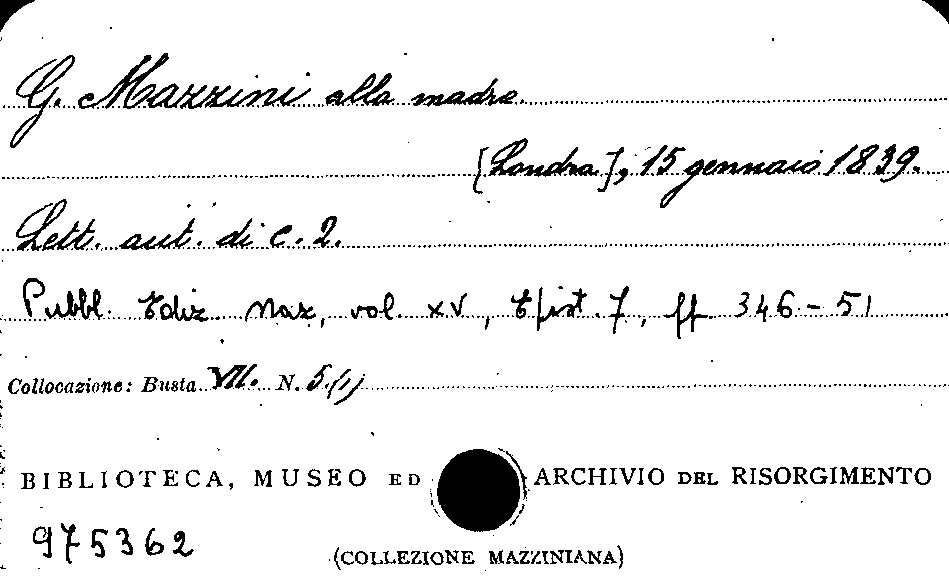 G. Mazzini alla madre.
[Londra], 15 gennaio 1839.
Lett. aut. di c. 2.
Pubbl. Ediz. Naz, vol. XV, Epist. 7, pp 346-51
Collocazione: Busta VII. N. 5.(1)
BIBLIOTECA, MUSEO ED ARCHIVIO DEL RISORGIMENTO
975362
(COLLEZIONE MAZZINIANA)